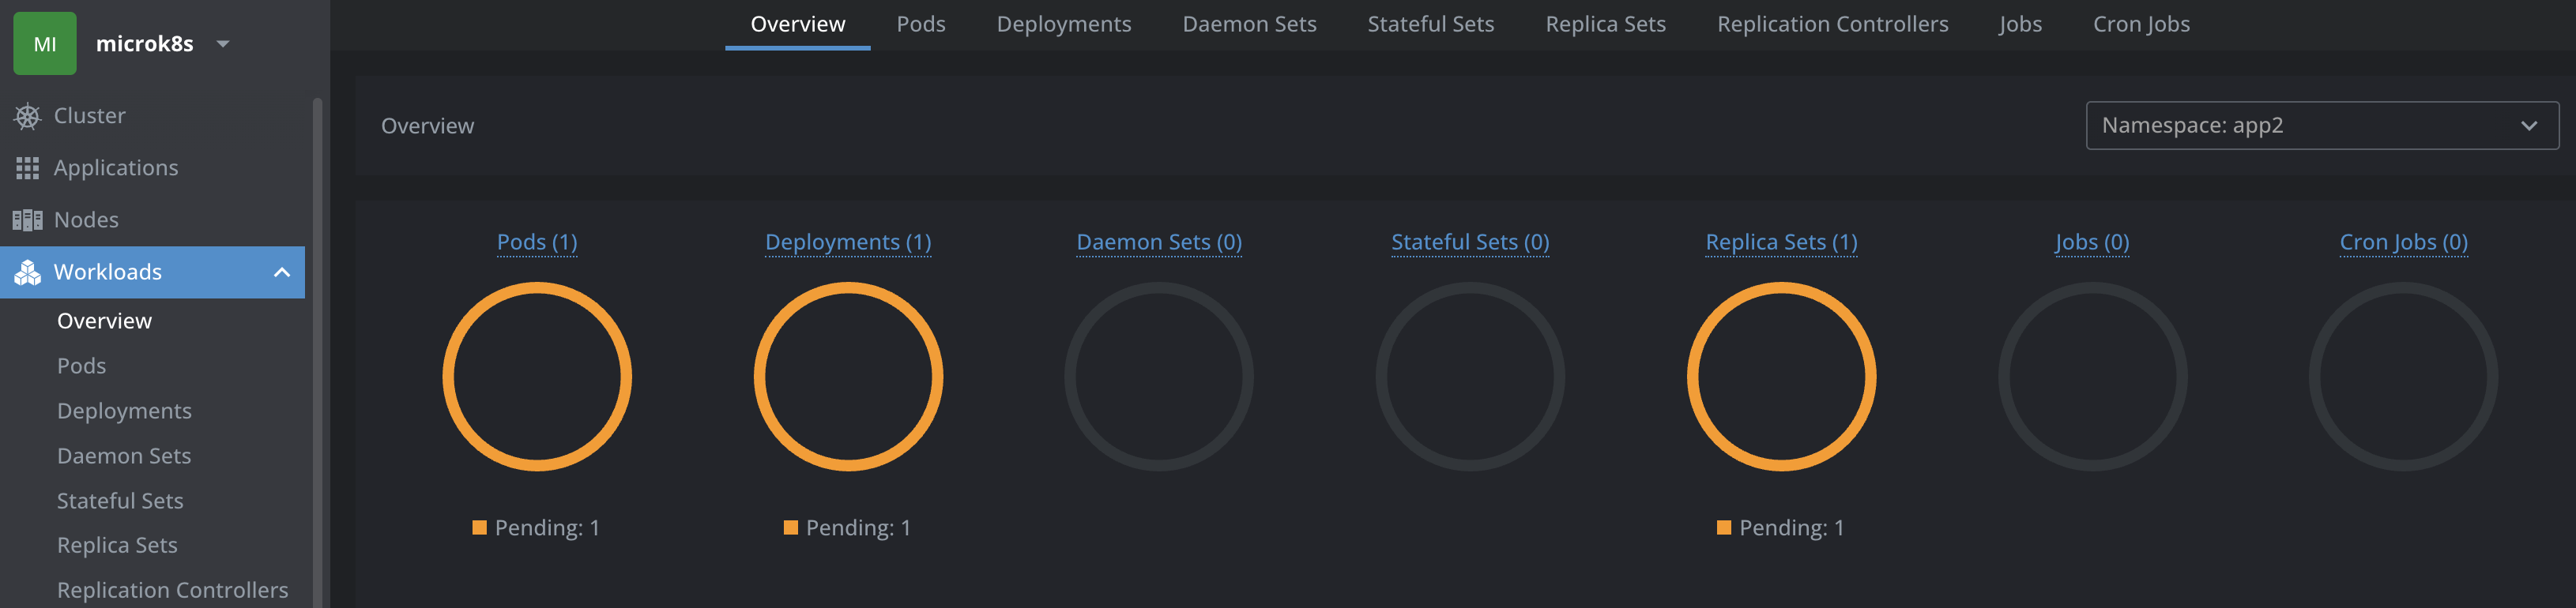 MI microk8s
Overview Pods Deployments Daemon Sets Stateful Sets Replica Sets Replication Controllers Jobs Cron Jobs
Cluster
Applications
Nodes
Workloads
Overview
Pods
Deployments
Daemon Sets
Stateful Sets
Replica Sets
Replication Controllers
Overview
Namespace: app2
Pods (1) Deployments (1) Daemon Sets (0) Stateful Sets (0) Replica Sets (1) Jobs (0) Cron Jobs (0)
Pending: 1 Pending: 1 Pending: 1